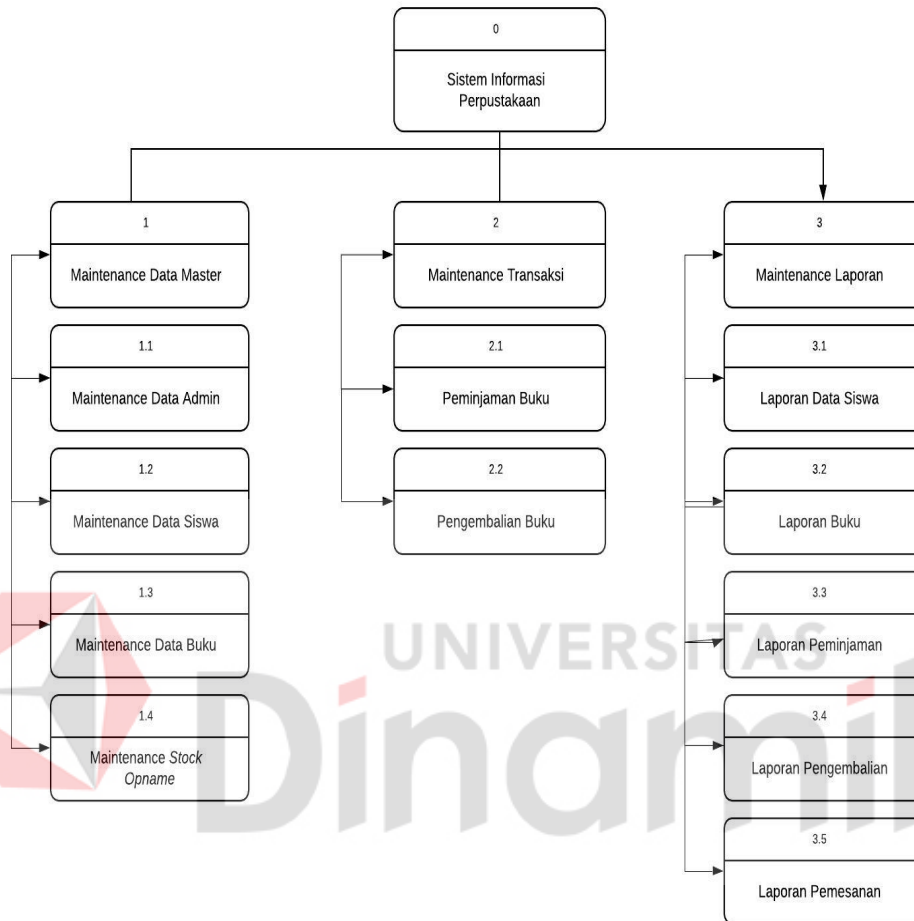 0
Sistem Informasi
Perpustakaan
1
Maintenance Data Master
1.1
Maintenance Data Admin
1.2
Maintenance Data Siswa
1.3
Maintenance Data Buku
1.4
Maintenance Stock
Opname
2
Maintenance Transaksi
2.1
Peminjaman Buku
2.2
Pengembalian Buku
3
Maintenance Laporan
3.1
Laporan Data Siswa
3.2
Laporan Buku
3.3
Laporan Peminjaman
3.4
Laporan Pengembalian
3.5
Laporan Pemesanan
UNIVERSITAS